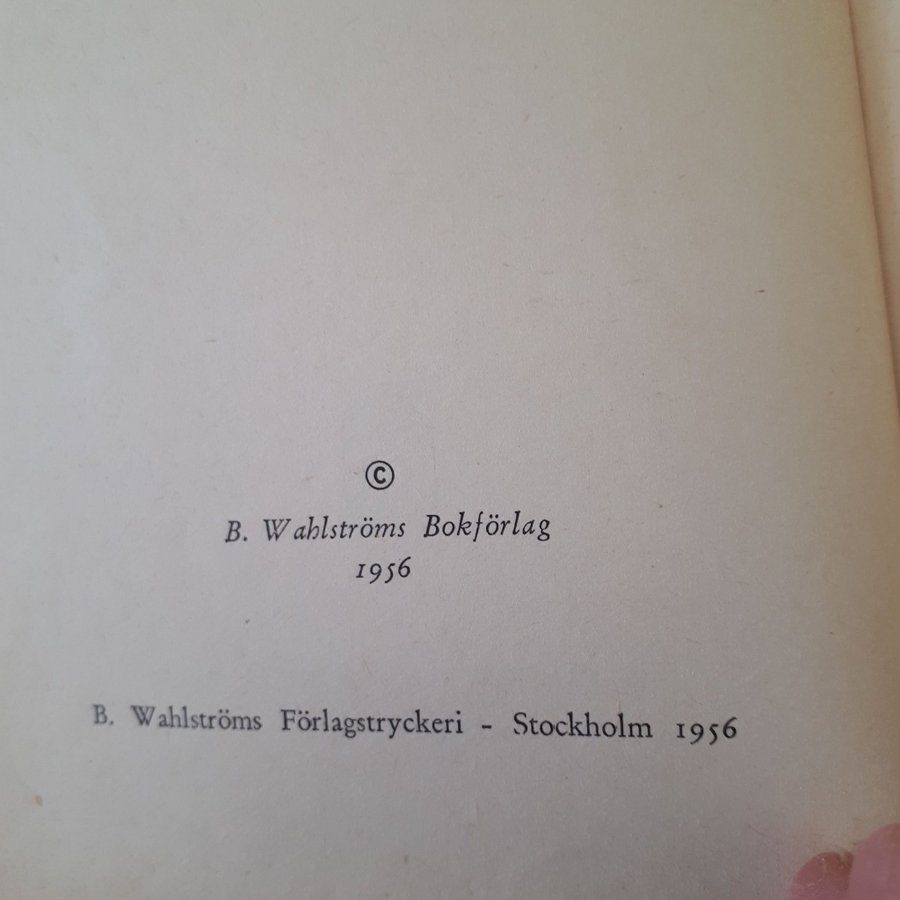 ©
B. Wahlströms Bokförlag
1956
B. Wahlströms Förlagstryckeri - Stockholm 1956